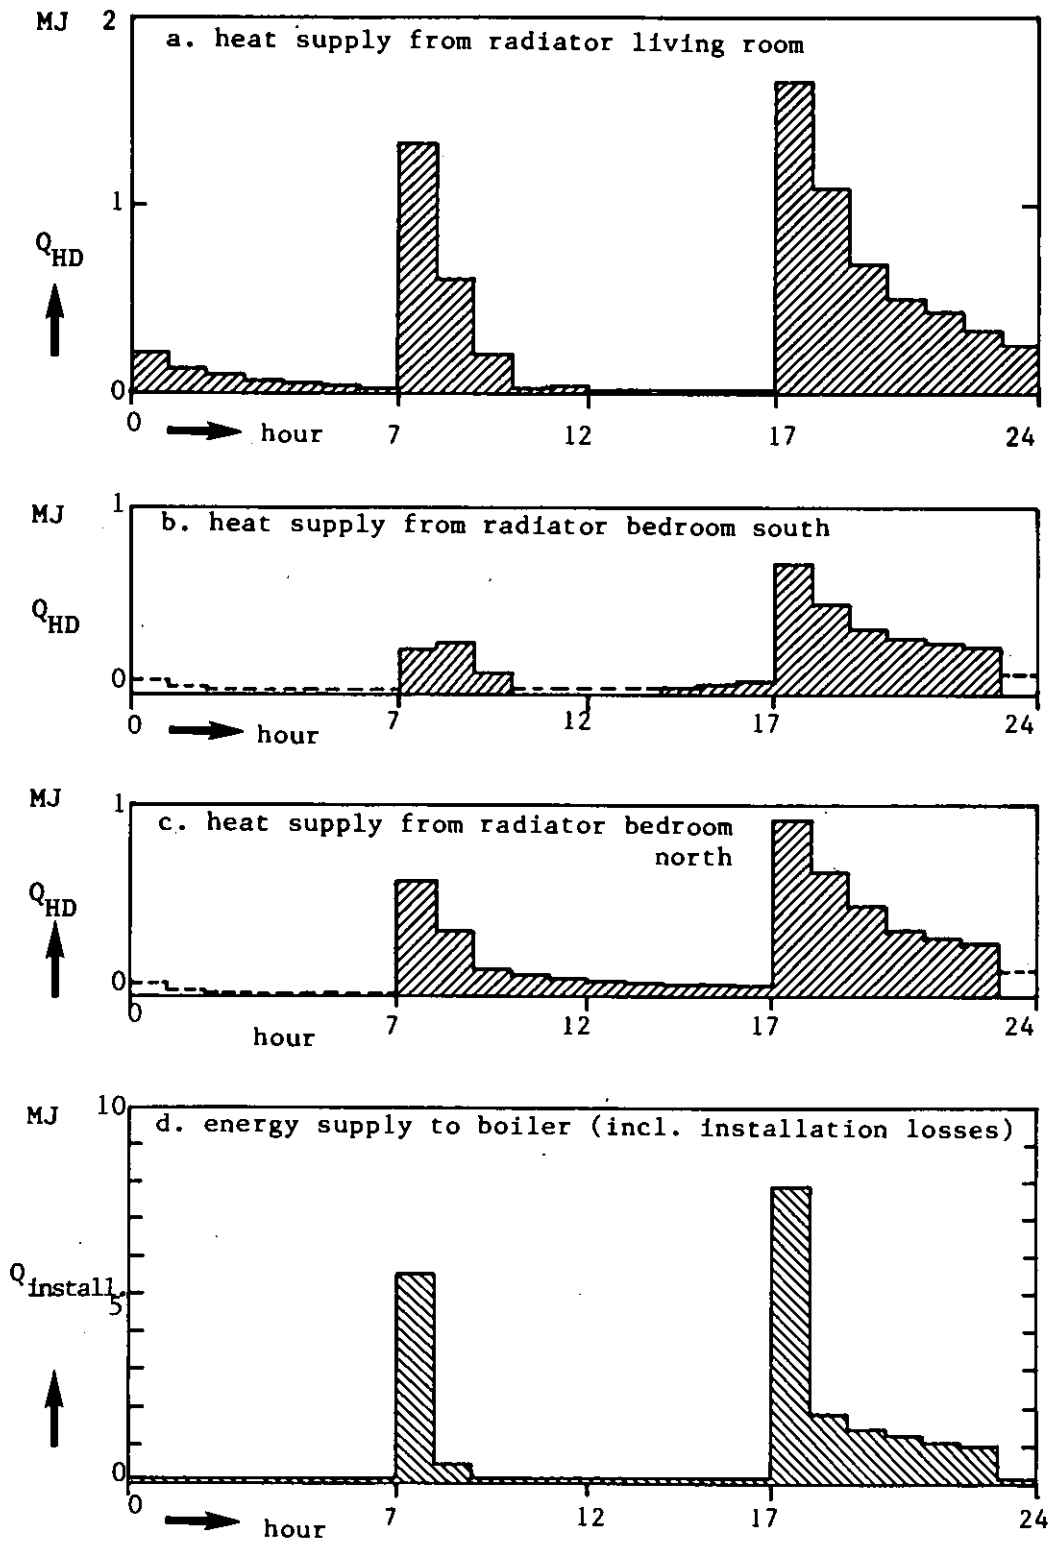 MJ 2
a. heat supply from radiator living room
1
QHD
0
0 hour 7 12 17 24
MJ 1
b. heat supply from radiator bedroom south
QHD
0
0 hour 7 12 17 24
MJ 1
c. heat supply from radiator bedroom
north
QHD
0
0 hour 7 12 17 24
MJ 10
d. energy supply to boiler (incl. installation losses)
Qinstall.
5
0
0 hour 7 12 17 24